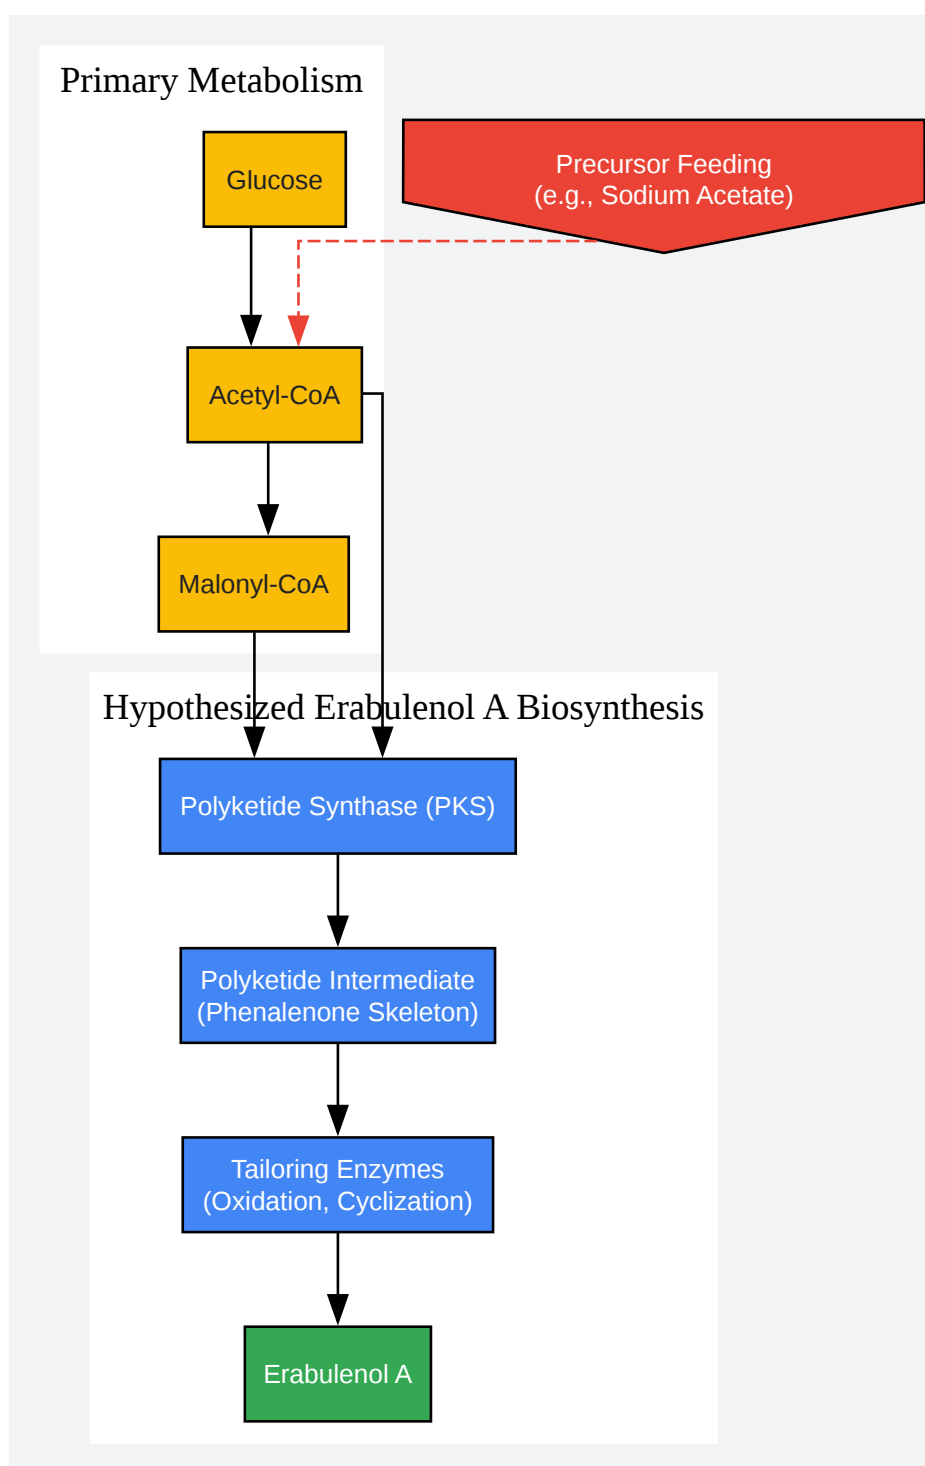 Primary Metabolism
Glucose
Precursor Feeding
(e.g., Sodium Acetate)
Acetyl-CoA
Malonyl-CoA
Hypothesized Erabulenol A Biosynthesis
Polyketide Synthase (PKS)
Polyketide Intermediate
(Phenalenone Skeleton)
Tailoring Enzymes
(Oxidation, Cyclization)
Erabulenol A